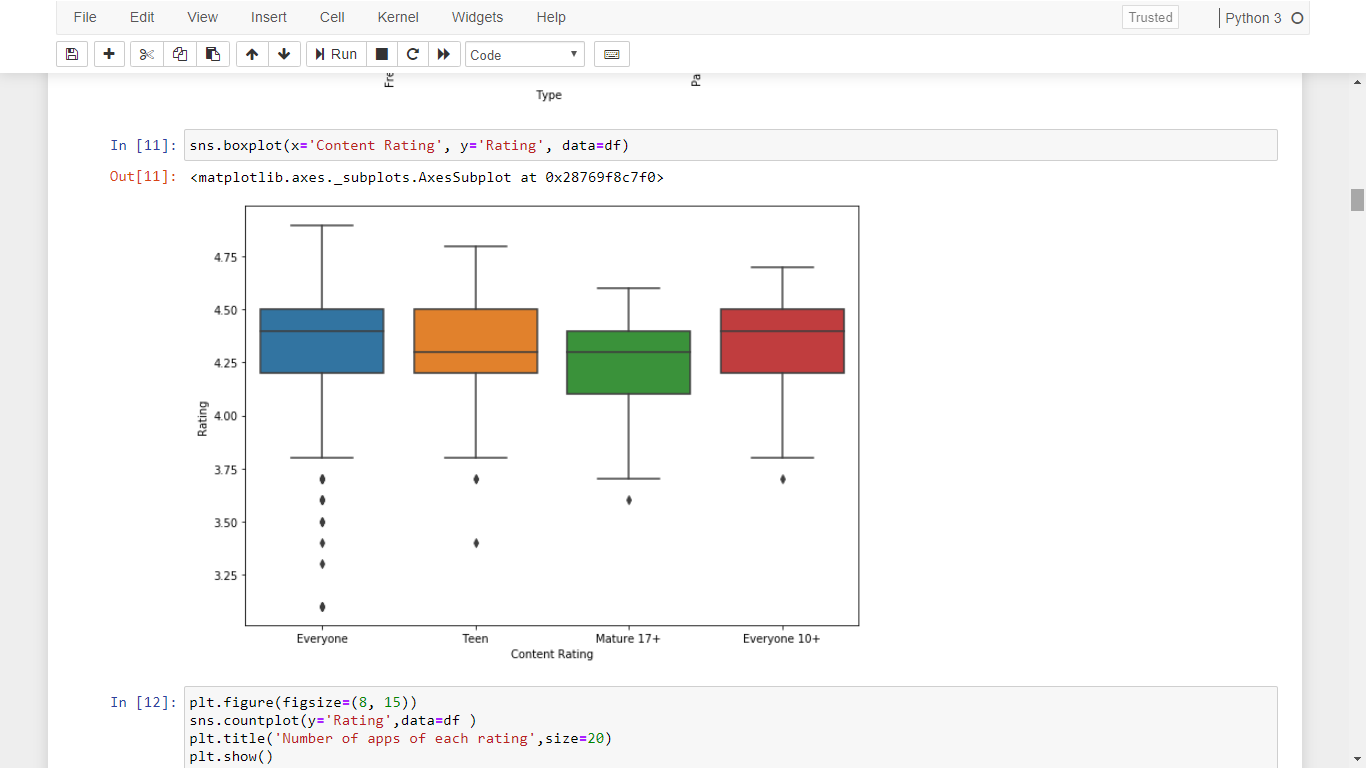 File Edit View Insert Cell Kernel Widgets Help Trusted Python 3
Run Code
Type
In [11]: sns.boxplot(x='Content Rating', y='Rating', data=df)
Out[11]: <matplotlib.axes._subplots.AxesSubplot at 0x28769f8c7f0>
4.75
4.50
4.25
4.00
3.75
3.50
3.25
Rating
Everyone Teen Mature 17+ Everyone 10+
Content Rating
In [12]: plt.figure(figsize=(8, 15))
sns.countplot(y='Rating',data=df )
plt.title('Number of apps of each rating',size=20)
plt.show()